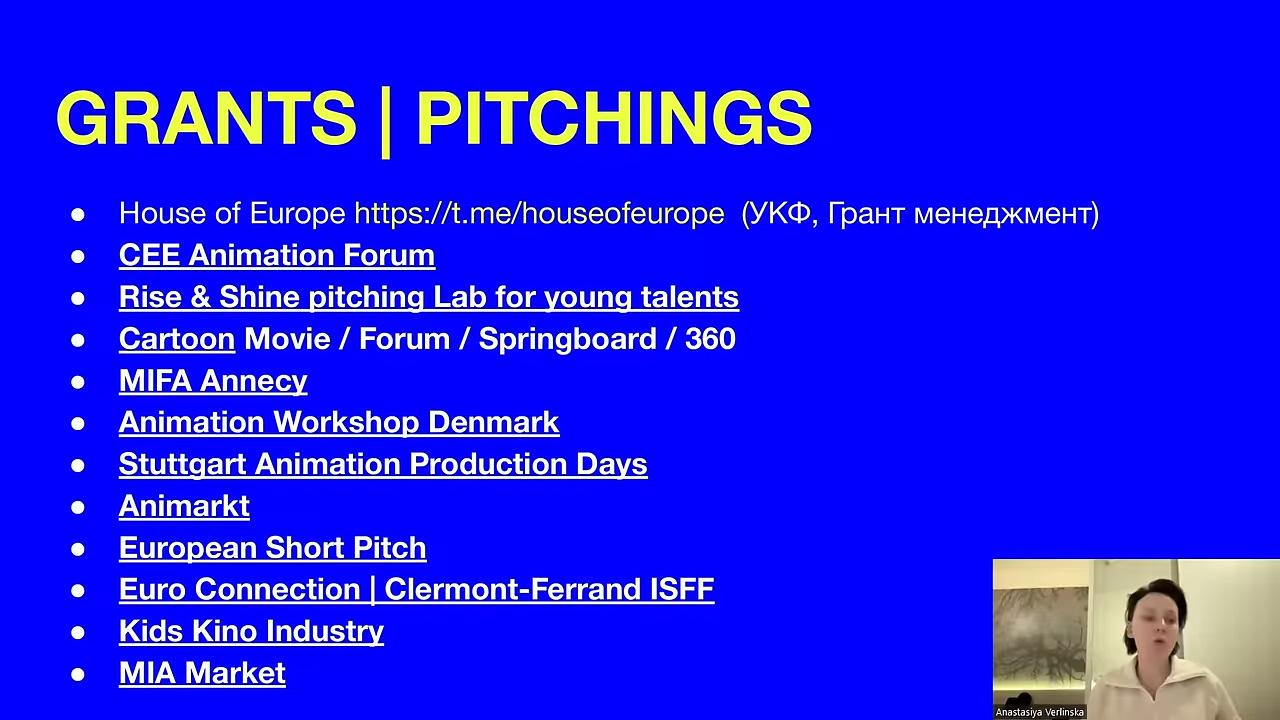 GRANTS | PITCHINGS
● House of Europe https://t.me/houseofeurope (УКФ, Грант менеджмент)
● CEE Animation Forum
● Rise & Shine pitching Lab for young talents
● Cartoon Movie / Forum / Springboard / 360
● MIFA Annecy
● Animation Workshop Denmark
● Stuttgart Animation Production Days
● Animarkt
● European Short Pitch
● Euro Connection | Clermont-Ferrand ISFF
● Kids Kino Industry
● MIA Market
Anastasiya Verlinska